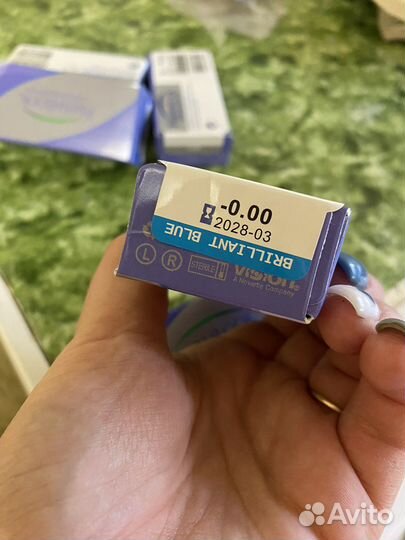 -0.00
2028-03
BRILLIANT BLUE
L R STERILE
vision®
A Novartis Company
Avito